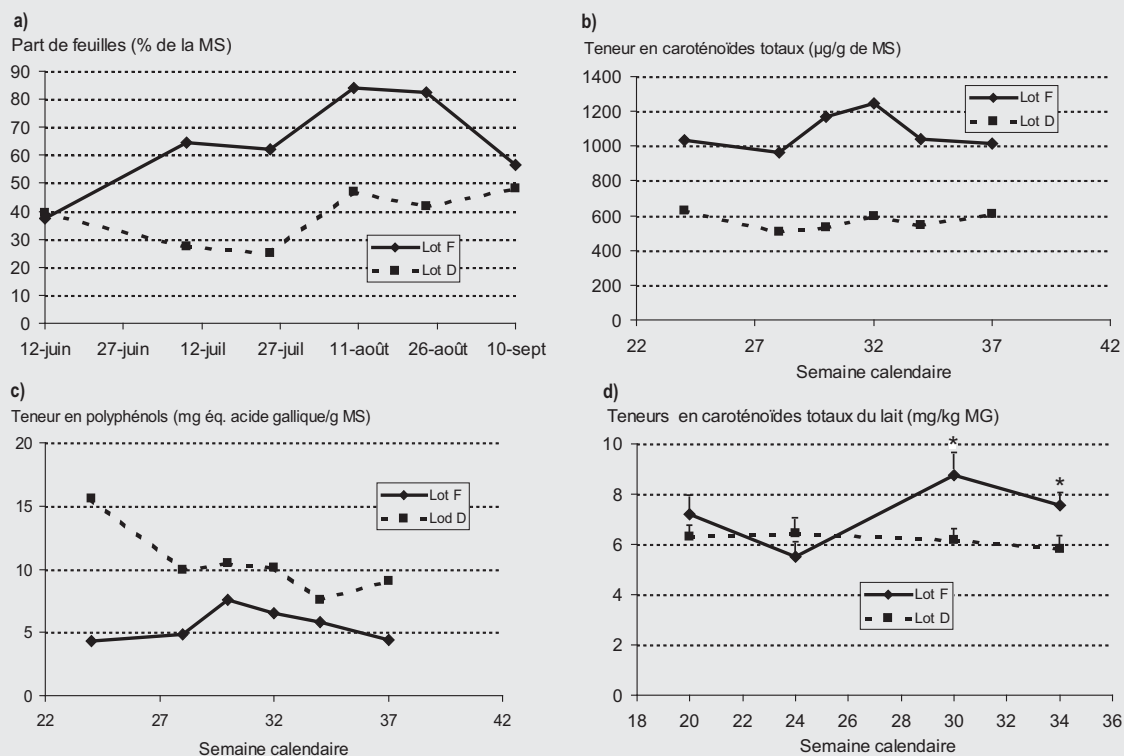 a)
Part de feuilles (% de la MS)
90
80
70
60
50
40
30
20
10
0
Lot F
Lot D
12-juin 27-juin 12-juil 27-juil 11-août 26-août 10-sept
b)
Teneur en caroténoïdes totaux (µg/g de MS)
1400
1200
1000
800
600
400
200
0
Lot F
Lot D
22 27 32 37 42
Semaine calendaire
c)
Teneur en polyphénols (mg éq. acide gallique/g MS)
20
15
10
5
0
Lot F
Lod D
22 27 32 37 42
Semaine calendaire
d)
Teneurs en caroténoïdes totaux du lait (mg/kg MG)
10
8
6
4
2
0
*
*
Lot F
Lot D
18 20 22 24 26 28 30 32 34 36
Semaine calendaire